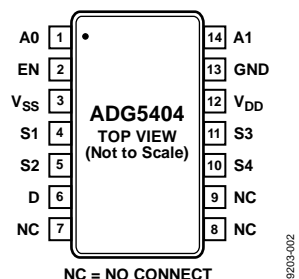 A0 1 14 A1
EN 2 13 GND
VSS 3 12 VDD
S1 4 11 S3
S2 5 10 S4
D 6 9 NC
NC 7 8 NC
ADG5404
TOP VIEW
(Not to Scale)
NC = NO CONNECT
9203-002